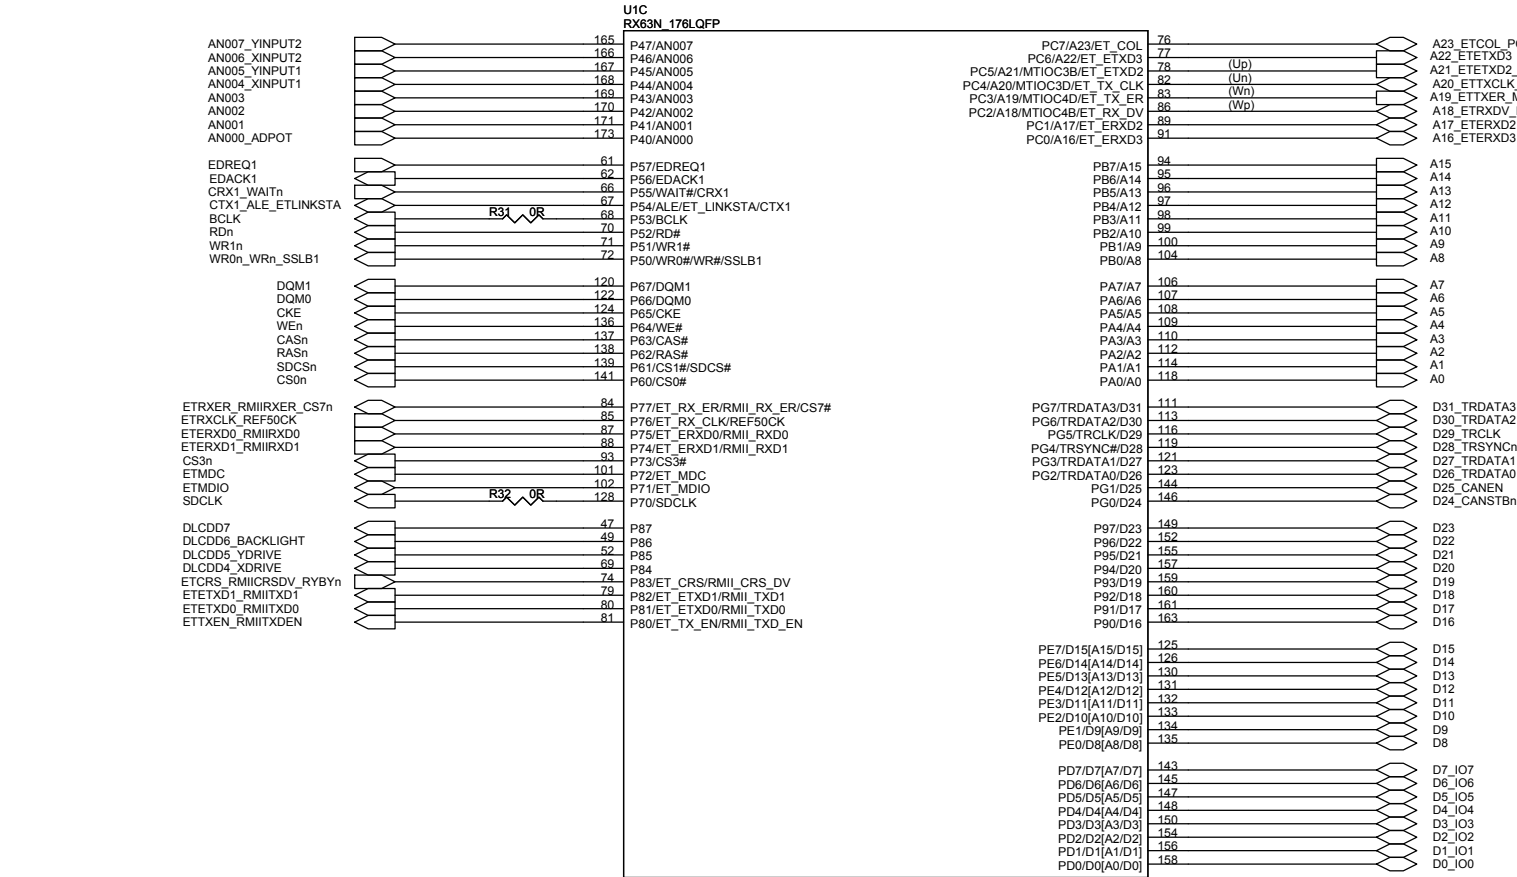 U1C
RX63N_176LQFP
AN007_YINPUT2 165 P47/AN007
AN006_XINPUT2 166 P46/AN006
AN005_YINPUT1 167 P45/AN005
AN004_XINPUT1 168 P44/AN004
AN003 169 P43/AN003
AN002 170 P42/AN002
AN001 171 P41/AN001
AN000_ADPOT 173 P40/AN000
EDREQ1 61 P57/EDREQ1
EDACK1 62 P56/EDACK1
CRX1_WAITn 66 P55/WAIT#/CRX1
CTX1_ALE_ETLINKSTA 67 P54/ALE/ET_LINKSTA/CTX1
BCLK R31 0R 68 P53/BCLK
RDn 70 P52/RD#
WR1n 71 P51/WR1#
WR0n_WRn_SSLB1 72 P50/WR0#/WR#/SSLB1
DQM1 120 P67/DQM1
DQM0 122 P66/DQM0
CKE 124 P65/CKE
WEn 136 P64/WE#
CASn 137 P63/CAS#
RASn 138 P62/RAS#
SDCSn 139 P61/CS1#/SDCS#
CS0n 141 P60/CS0#
ETRXER_RMIIRXER_CS7n 84 P77/ET_RX_ER/RMII_RX_ER/CS7#
ETRXCLK_REF50CK 85 P76/ET_RX_CLK/REF50CK
ETERXD0_RMIIRXD0 87 P75/ET_ERXD0/RMII_RXD0
ETERXD1_RMIIRXD1 88 P74/ET_ERXD1/RMII_RXD1
CS3n 93 P73/CS3#
ETMDC 101 P72/ET_MDC
ETMDIO 102 P71/ET_MDIO
SDCLK R32 0R 128 P70/SDCLK
DLCDD7 47 P87
DLCDD6_BACKLIGHT 49 P86
DLCDD5_YDRIVE 52 P85
DLCDD4_XDRIVE 69 P84
ETCRS_RMIICRSDV_RYBYn 74 P83/ET_CRS/RMII_CRS_DV
ETETXD1_RMIITXD1 79 P82/ET_ETXD1/RMII_TXD1
ETETXD0_RMIITXD0 80 P81/ET_ETXD0/RMII_TXD0
ETTXEN_RMIITXDEN 81 P80/ET_TX_EN/RMII_TXD_EN
PC7/A23/ET_COL 76
PC6/A22/ET_ETXD3 77 A22_ETETXD3
PC5/A21/MTIOC3B/ET_ETXD2 78 (Up) A21_ETETXD2_
PC4/A20/MTIOC3D/ET_TX_CLK 82 (Un) A20_ETTXCLK_
PC3/A19/MTIOC4D/ET_TX_ER 83 (Wn)
PC2/A18/MTIOC4B/ET_RX_DV 86 (Wp)
PC1/A17/ET_ERXD2 89 A17_ETERXD2
PC0/A16/ET_ERXD3 91 A16_ETERXD3
PB7/A15 94 A15
PB6/A14 95 A14
PB5/A13 96 A13
PB4/A12 97 A12
PB3/A11 98 A11
PB2/A10 99 A10
PB1/A9 100 A9
PB0/A8 104 A8
PA7/A7 106 A7
PA6/A6 107 A6
PA5/A5 108 A5
PA4/A4 109 A4
PA3/A3 110 A3
PA2/A2 112 A2
PA1/A1 114 A1
PA0/A0 118 A0
PG7/TRDATA3/D31 111 D31_TRDATA3
PG6/TRDATA2/D30 113 D30_TRDATA2
PG5/TRCLK/D29 116 D29_TRCLK
PG4/TRSYNC#/D28 119 D28_TRSYNCn
PG3/TRDATA1/D27 121 D27_TRDATA1
PG2/TRDATA0/D26 123 D26_TRDATA0
PG1/D25 144 D25_CANEN
PG0/D24 146 D24_CANSTBn
P97/D23 149 D23
P96/D22 152 D22
P95/D21 155 D21
P94/D20 157 D20
P93/D19 159 D19
P92/D18 160 D18
P91/D17 161 D17
P90/D16 163 D16
PE7/D15[A15/D15] 125 D15
PE6/D14[A14/D14] 126 D14
PE5/D13[A13/D13] 130 D13
PE4/D12[A12/D12] 131 D12
PE3/D11[A11/D11] 132 D11
PE2/D10[A10/D10] 133 D10
PE1/D9[A9/D9] 134 D9
PE0/D8[A8/D8] 135 D8
PD7/D7[A7/D7] 143 D7_IO7
PD6/D6[A6/D6] 145 D6_IO6
PD5/D5[A5/D5] 147 D5_IO5
PD4/D4[A4/D4] 148 D4_IO4
PD3/D3[A3/D3] 150 D3_IO3
PD2/D2[A2/D2] 154 D2_IO2
PD1/D1[A1/D1] 156 D1_IO1
PD0/D0[A0/D0] 158 D0_IO0